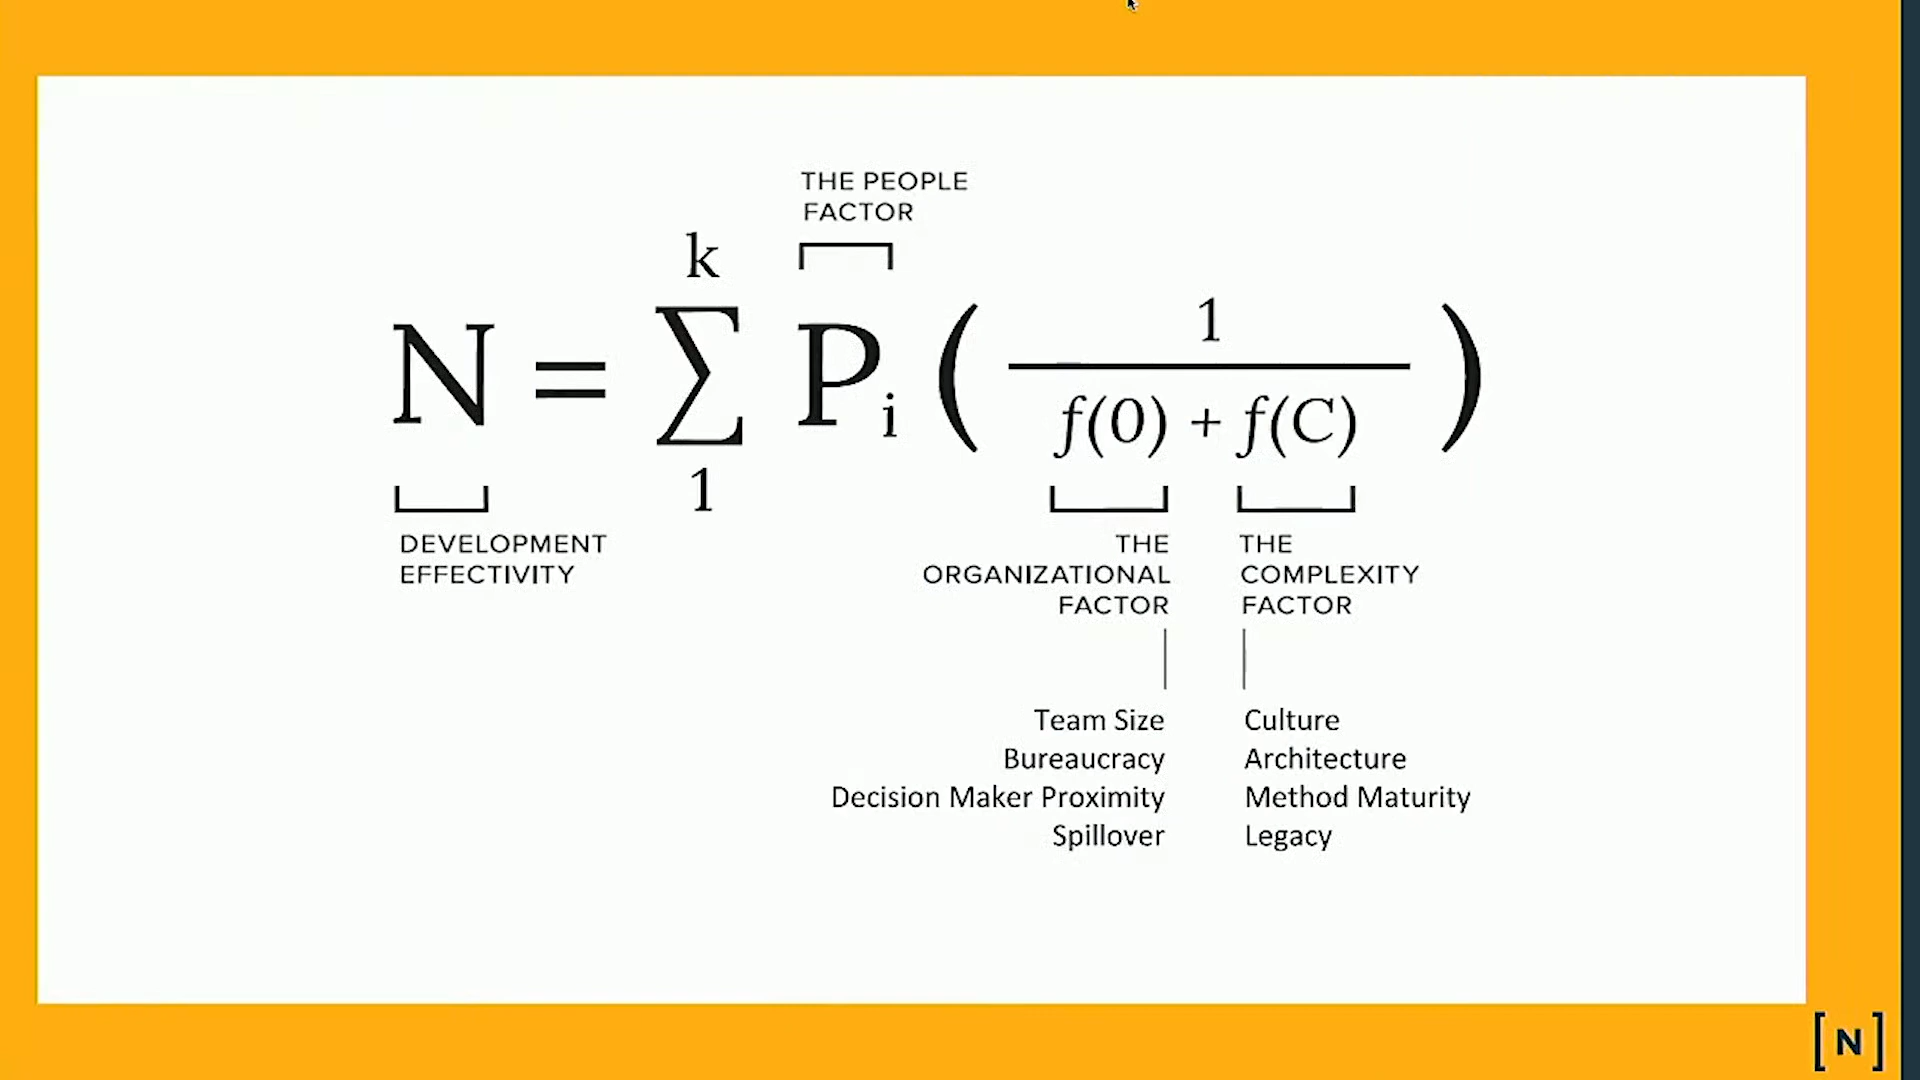 THE PEOPLE
FACTOR
k
N = ∑ Pi ( 1
f(0) + f(C) )
1
DEVELOPMENT
EFFECTIVITY
THE
ORGANIZATIONAL
FACTOR
THE
COMPLEXITY
FACTOR
Team Size
Bureaucracy
Decision Maker Proximity
Spillover
Culture
Architecture
Method Maturity
Legacy
[N]